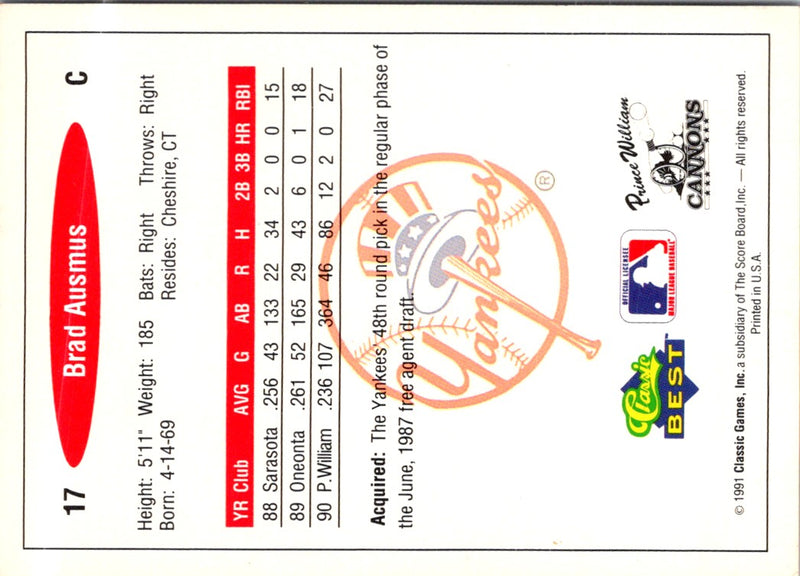 17 Brad Ausmus C
Height: 5'11" Weight: 185 Bats: Right Throws: Right
Born: 4-14-69 Resides: Cheshire, CT
YR Club AVG G AB R H 2B 3B HR RBI
88 Sarasota .256 43 133 22 34 2 0 0 15
89 Oneonta .261 52 165 29 43 6 0 1 18
90 P.William .236 107 364 46 86 12 2 0 27
Yankees ®
Acquired: The Yankees' 48th round pick in the regular phase of
the June, 1987 free agent draft.
Classic
BEST
OFFICIAL LICENSEE
MAJOR LEAGUE BASEBALL
Prince William
CANNONS
© 1991 Classic Games, Inc. a subsidiary of The Score Board, Inc. — All rights reserved.
Printed in U.S.A.